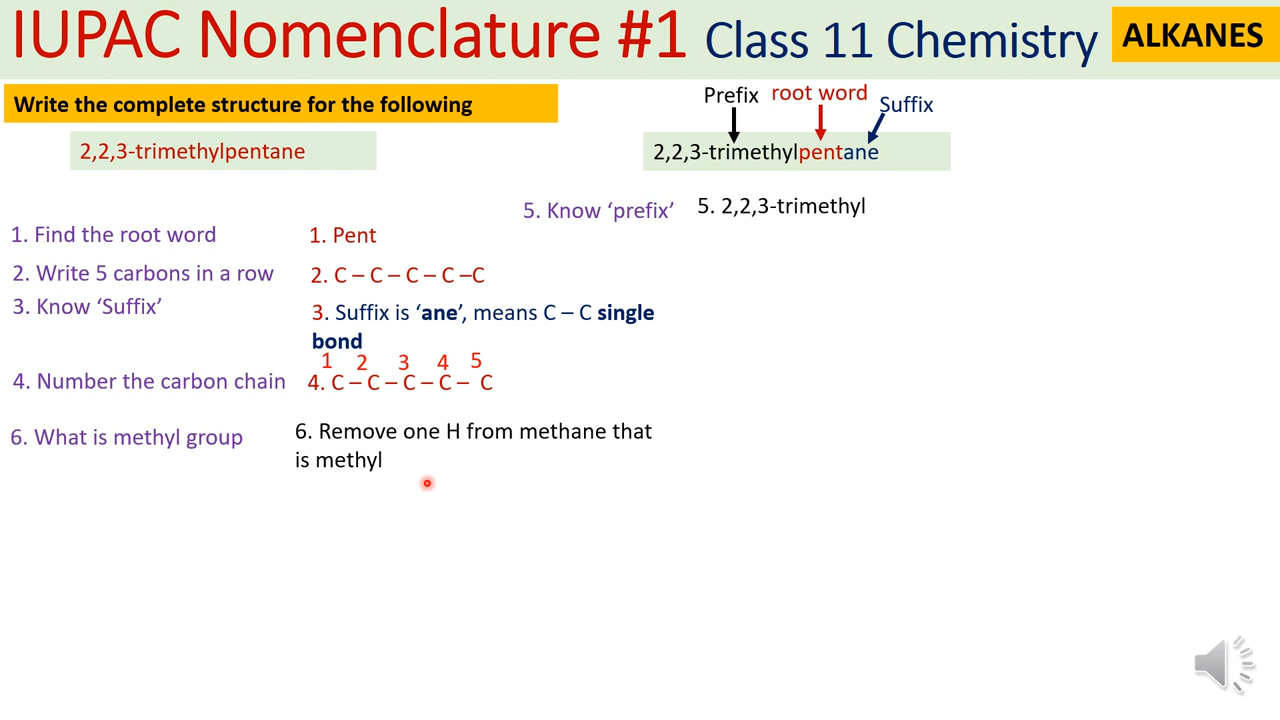 IUPAC Nomenclature #1 Class 11 Chemistry ALKANES
Write the complete structure for the following
Prefix root word Suffix
2,2,3-trimethylpentane
2,2,3-trimethylpentane
5. Know ‘prefix’ 5. 2,2,3-trimethyl
1. Find the root word 1. Pent
2. Write 5 carbons in a row 2. C – C – C – C –C
3. Know ‘Suffix’ 3. Suffix is ‘ane’, means C – C single
bond
1 2 3 4 5
4. Number the carbon chain 4. C – C – C – C – C
6. What is methyl group 6. Remove one H from methane that
is methyl